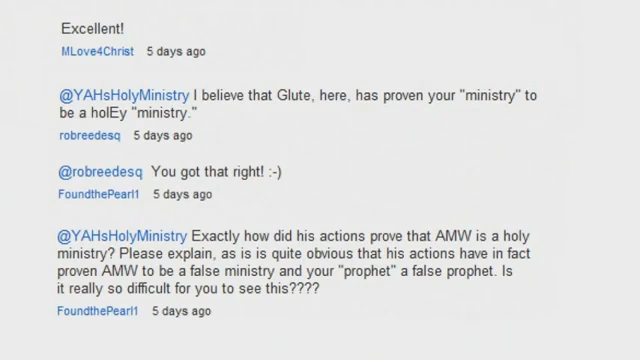 Excellent!
MLove4Christ 5 days ago
@YAHsHolyMinistry I believe that Glute, here, has proven your "ministry" to
be a holEy "ministry."
robreedesq 5 days ago
@robreedesq You got that right! :-)
FoundthePearl1 5 days ago
@YAHsHolyMinistry Exactly how did his actions prove that AMW is a holy
ministry? Please explain, as is is quite obvious that his actions have in fact
proven AMW to be a false ministry and your "prophet" a false prophet. Is
it really so difficult for you to see this????
FoundthePearl1 5 days ago